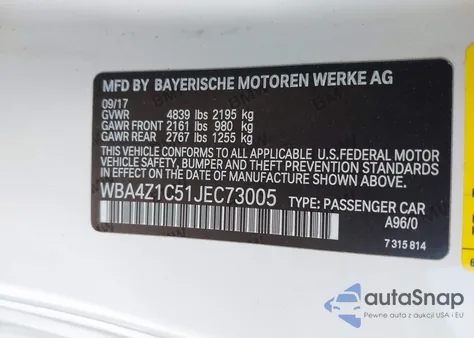 MFD BY BAYERISCHE MOTOREN WERKE AG
09/17
GVWR 4839 lbs 2195 kg
GAWR FRONT 2161 lbs 980 kg
GAWR REAR 2767 lbs 1255 kg
THIS VEHICLE CONFORMS TO ALL APPLICABLE U.S. FEDERAL MOTOR
VEHICLE SAFETY, BUMPER AND THEFT PREVENTION STANDARDS
IN EFFECT ON THE DATE OF MANUFACTURE SHOWN ABOVE.
WBA4Z1C51JEC73005 TYPE: PASSENGER CAR
A96/0
7 315 814
autoSnap
Pewne auta z aukcji USA i EU